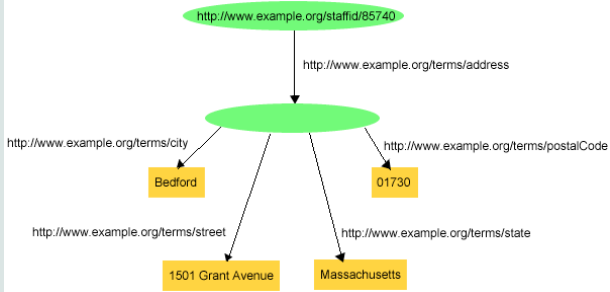 http://www.example.org/staffid/85740
http://www.example.org/terms/address
http://www.example.org/terms/city
http://www.example.org/terms/postalCode
Bedford
01730
http://www.example.org/terms/street
http://www.example.org/terms/state
1501 Grant Avenue
Massachusetts